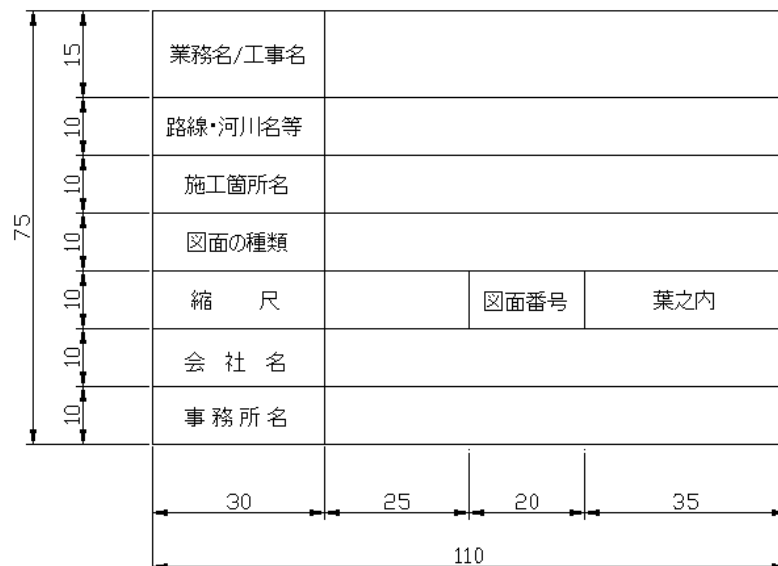 業務名/工事名
路線・河川名等
施工箇所名
図面の種類
縮 尺 図面番号 葉之内
会 社 名
事 務 所 名
15
10
10
10
10
10
10
75
30 25 20 35
110